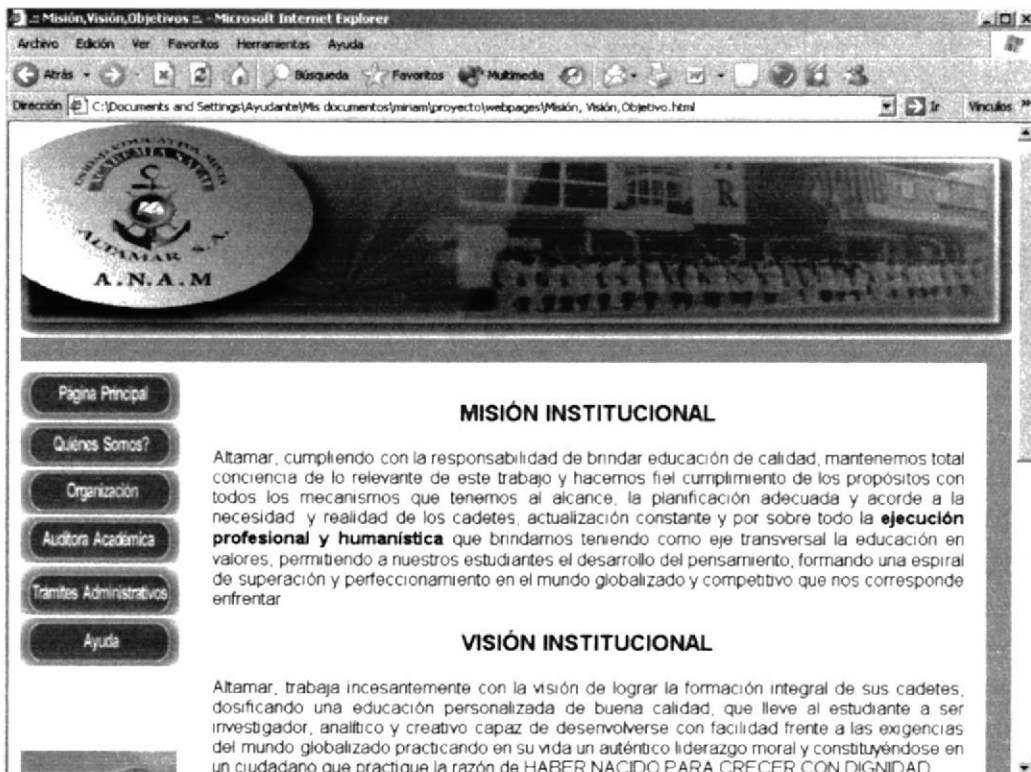 .:: Misión,Visión,Objetivos ::. - Microsoft Internet Explorer
Archivo Edición Ver Favoritos Herramientas Ayuda
Atrás Búsqueda Favoritos Multimedia
Dirección C:\Documents and Settings\Ayudante\Mis documentos\miriam\proyecto\webpages\Misión, Visión,Objetivo.html Ir Vínculos
UNIDAD EDUCATIVA
ACADEMIA NAVAL
ALTAMAR S.A.
A.N.A.M
R
Página Principal
Quiénes Somos?
Organización
Auditora Académica
Trámites Administrativos
Ayuda
MISIÓN INSTITUCIONAL
Altamar, cumpliendo con la responsabilidad de brindar educación de calidad, mantenemos total
conciencia de lo relevante de este trabajo y hacemos fiel cumplimiento de los propósitos con
todos los mecanismos que tenemos al alcance, la planificación adecuada y acorde a la
necesidad y realidad de los cadetes, actualización constante y por sobre todo la ejecución
profesional y humanística que brindamos teniendo como eje transversal la educación en
valores, permitiendo a nuestros estudiantes el desarrollo del pensamiento, formando una espiral
de superación y perfeccionamiento en el mundo globalizado y competitivo que nos corresponde
enfrentar
VISIÓN INSTITUCIONAL
Altamar, trabaja incesantemente con la visión de lograr la formación integral de sus cadetes,
dosificando una educación personalizada de buena calidad, que lleve al estudiante a ser
investigador, analítico y creativo capaz de desenvolverse con facilidad frente a las exigencias
del mundo globalizado practicando en su vida un auténtico liderazgo moral y constituyéndose en
un ciudadano que practique la razón de HABER NACIDO PARA CRECER CON DIGNIDAD